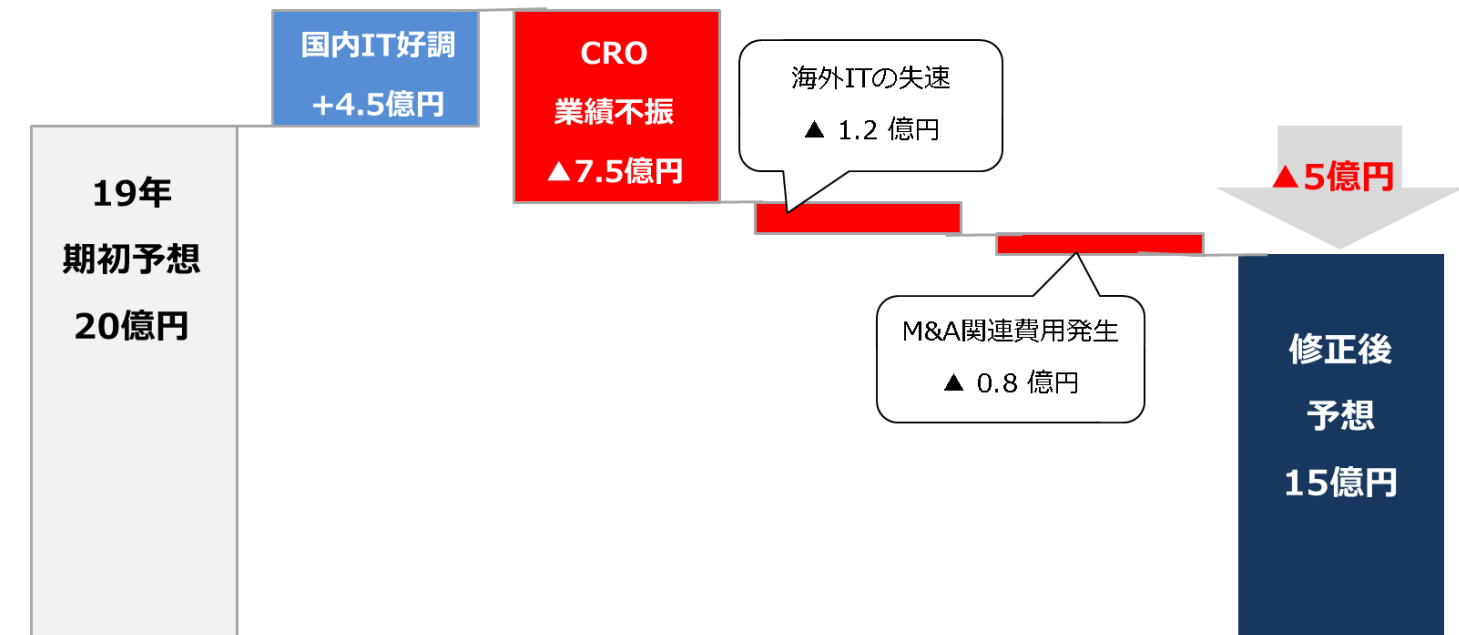 19年
期初予想
20億円
国内IT好調
+4.5億円
CRO
業績不振
▲7.5億円
海外ITの失速
▲ 1.2 億円
M&A関連費用発生
▲ 0.8 億円
▲5億円
修正後
予想
15億円